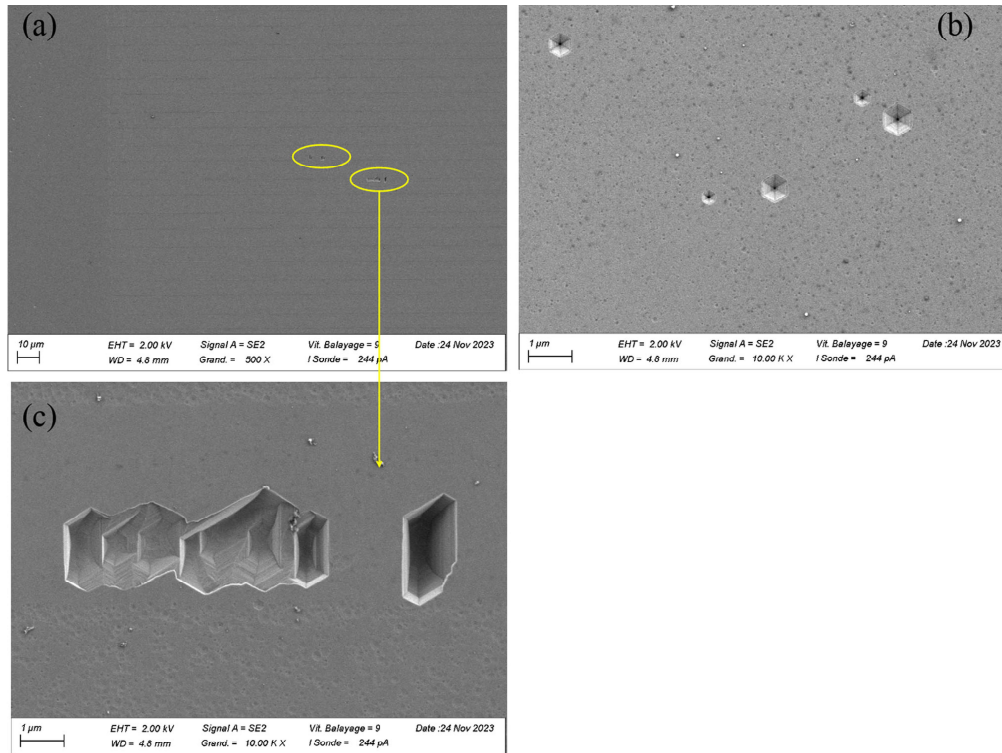 (a)
10 µm
EHT = 2.00 kV
Signal A = SE2
Vit. Balayage = 9
Date :24 Nov 2023
WD = 4.8 mm
Grand. = 500 X
I Sonde = 244 pA
(b)
1 µm
EHT = 2.00 kV
Signal A = SE2
Vit. Balayage = 9
Date :24 Nov 2023
WD = 4.8 mm
Grand. = 10.00 K X
I Sonde = 244 pA
(c)
1 µm
EHT = 2.00 kV
Signal A = SE2
Vit. Balayage = 9
Date :24 Nov 2023
WD = 4.8 mm
Grand. = 10.00 K X
I Sonde = 244 pA